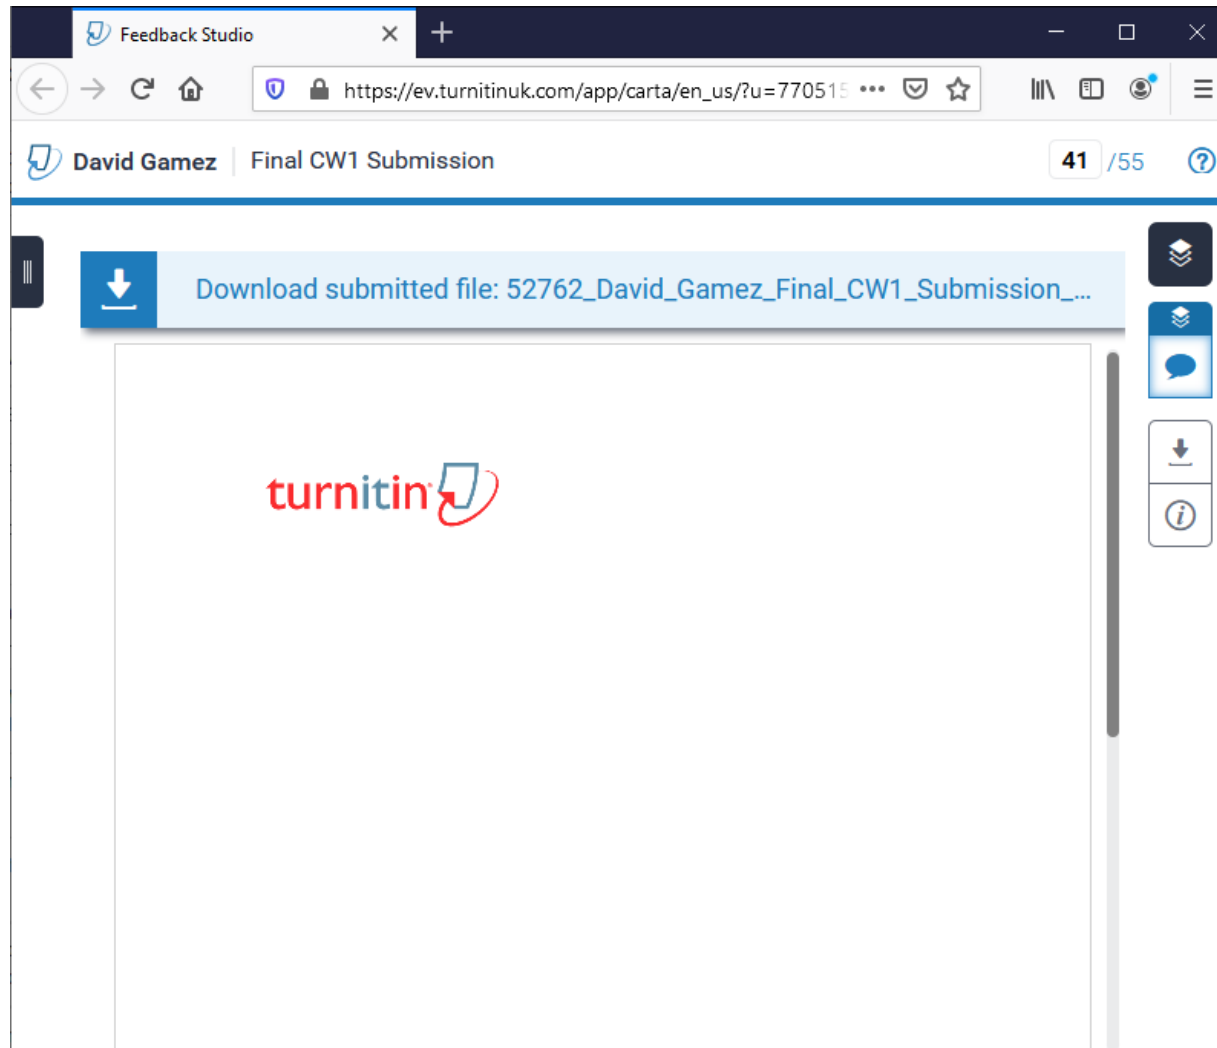 Feedback Studio
https://ev.turnitinuk.com/app/carta/en_us/?u=770515
David Gamez Final CW1 Submission 41 /55
Download submitted file: 52762_David_Gamez_Final_CW1_Submission_...
turnitin